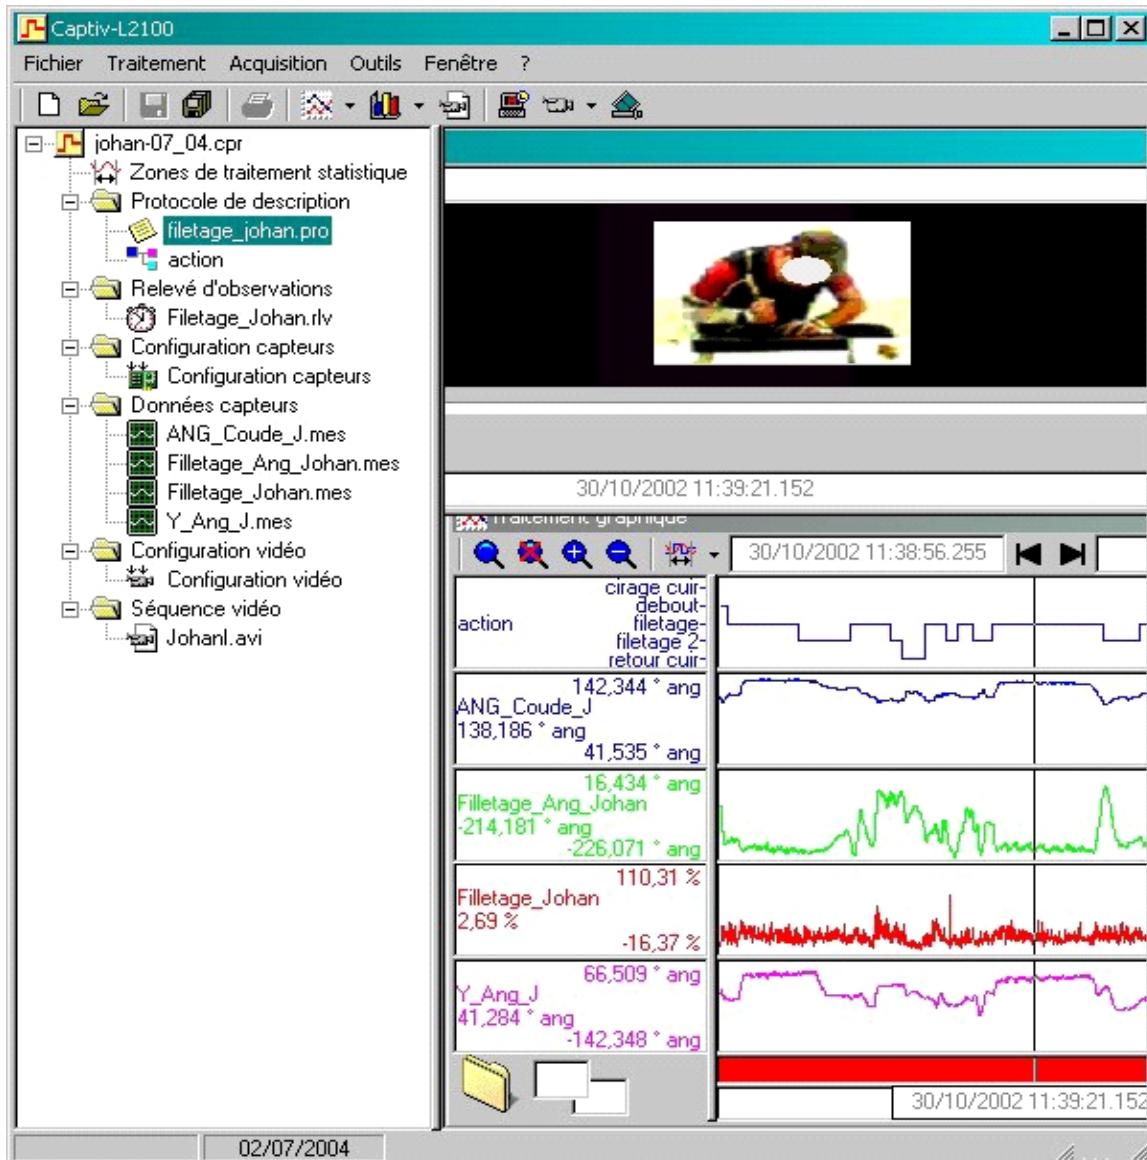 Captiv-L2100
Fichier Traitement Acquisition Outils Fenêtre ?
johan-07_04.cpr
Zones de traitement statistique
Protocole de description
filetage_johan.pro
action
Relevé d'observations
Filetage_Johan.rlv
Configuration capteurs
Configuration capteurs
Données capteurs
ANG_Coude_J.mes
Filletage_Ang_Johan.mes
Filletage_Johan.mes
Y_Ang_J.mes
Configuration vidéo
Configuration vidéo
Séquence vidéo
JohanI.avi
30/10/2002 11:39:21.152
Traitement graphique
30/10/2002 11:38:56.255
cirage cuir-
debout-
action filetage-
filetage 2-
retour cuir-
142,344 ° ang
ANG_Coude_J
138,186 ° ang
41,535 ° ang
16,434 ° ang
Filletage_Ang_Johan
-214,181 ° ang
-226,071 ° ang
110,31 %
Filletage_Johan
2,69 %
-16,37 %
66,509 ° ang
Y_Ang_J
41,284 ° ang
-142,348 ° ang
30/10/2002 11:39:21.152
02/07/2004